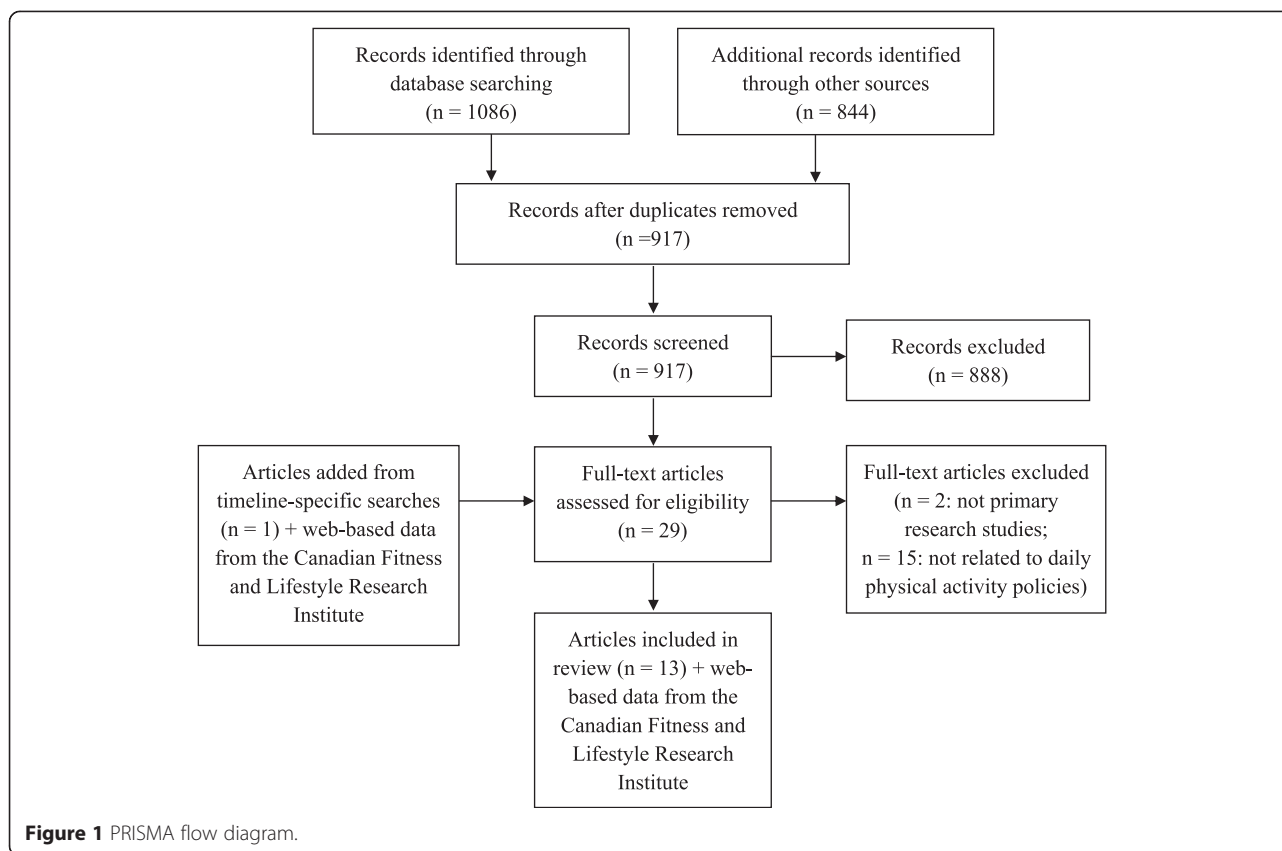 Records identified through
database searching
(n = 1086)
Additional records identified
through other sources
(n = 844)
Records after duplicates removed
(n =917)
Records screened
(n = 917)
Records excluded
(n = 888)
Articles added from
timeline-specific searches
(n = 1) + web-based data
from the Canadian Fitness
and Lifestyle Research
Institute
Full-text articles
assessed for eligibility
(n = 29)
Full-text articles excluded
(n = 2: not primary
research studies;
n = 15: not related to daily
physical activity policies)
Articles included in
review (n = 13) + web-
based data from the
Canadian Fitness and
Lifestyle Research
Institute
Figure 1 PRISMA flow diagram.